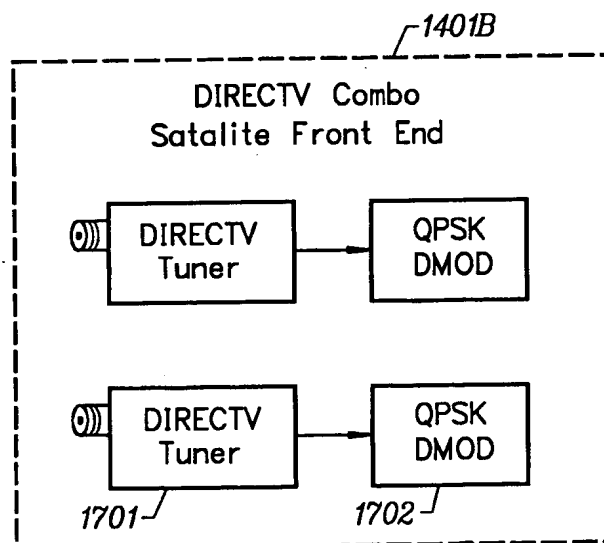 1401B
DIRECTV Combo
Satalite Front End
DIRECTV
Tuner
QPSK
DMOD
DIRECTV
Tuner
QPSK
DMOD
1701
1702